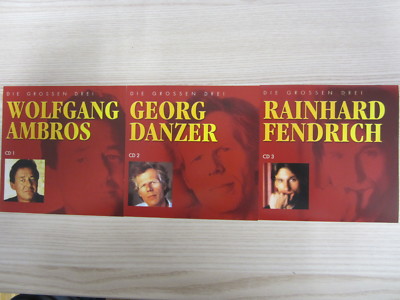 DIE GROSSEN DREI
WOLFGANG
AMBROS
CD 1
DIE GROSSEN DREI
GEORG
DANZER
CD 2
DIE GROSSEN DREI
RAINHARD
FENDRICH
CD 3